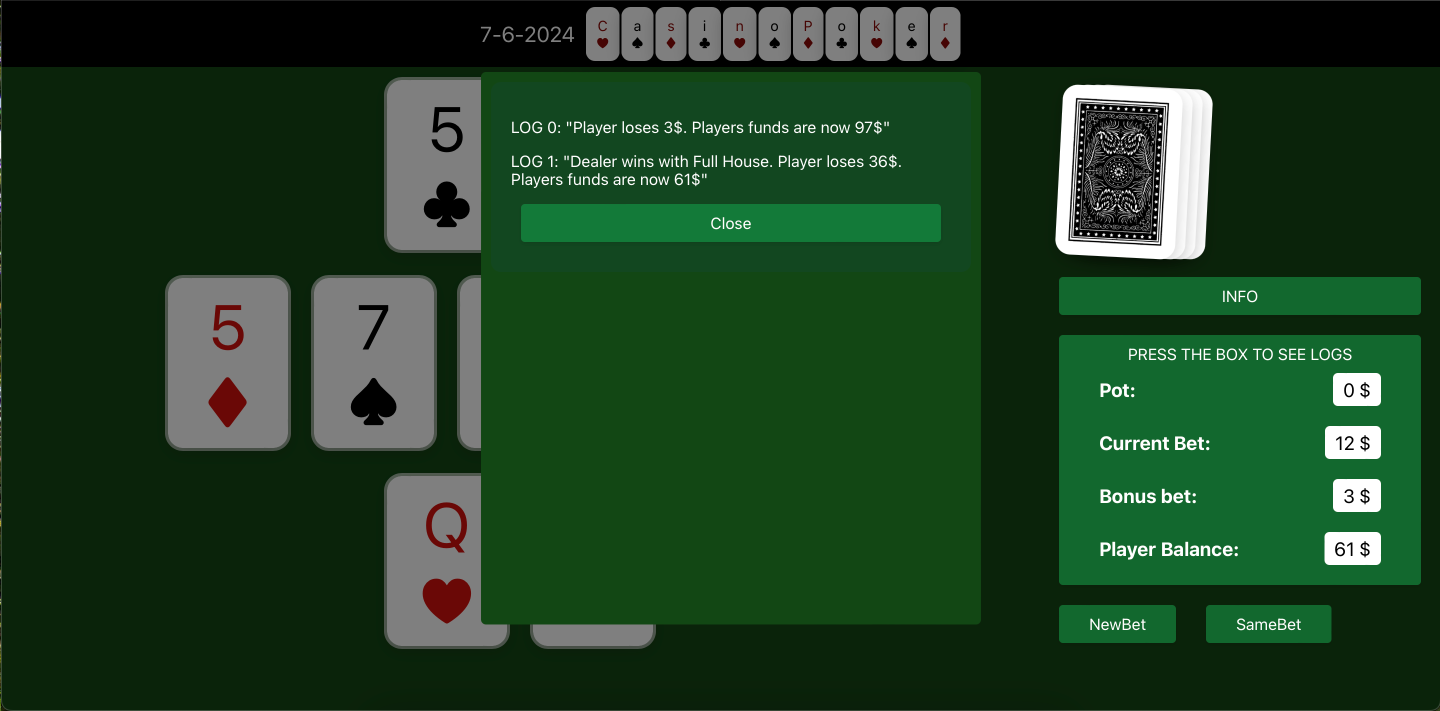 7-6-2024 C a s i n o P o k e r
5
LOG 0: "Player loses 3$. Players funds are now 97$"
LOG 1: "Dealer wins with Full House. Player loses 36$.
Players funds are now 61$"
Close
5 7
Q
INFO
PRESS THE BOX TO SEE LOGS
Pot: 0 $
Current Bet: 12 $
Bonus bet: 3 $
Player Balance: 61 $
NewBet SameBet